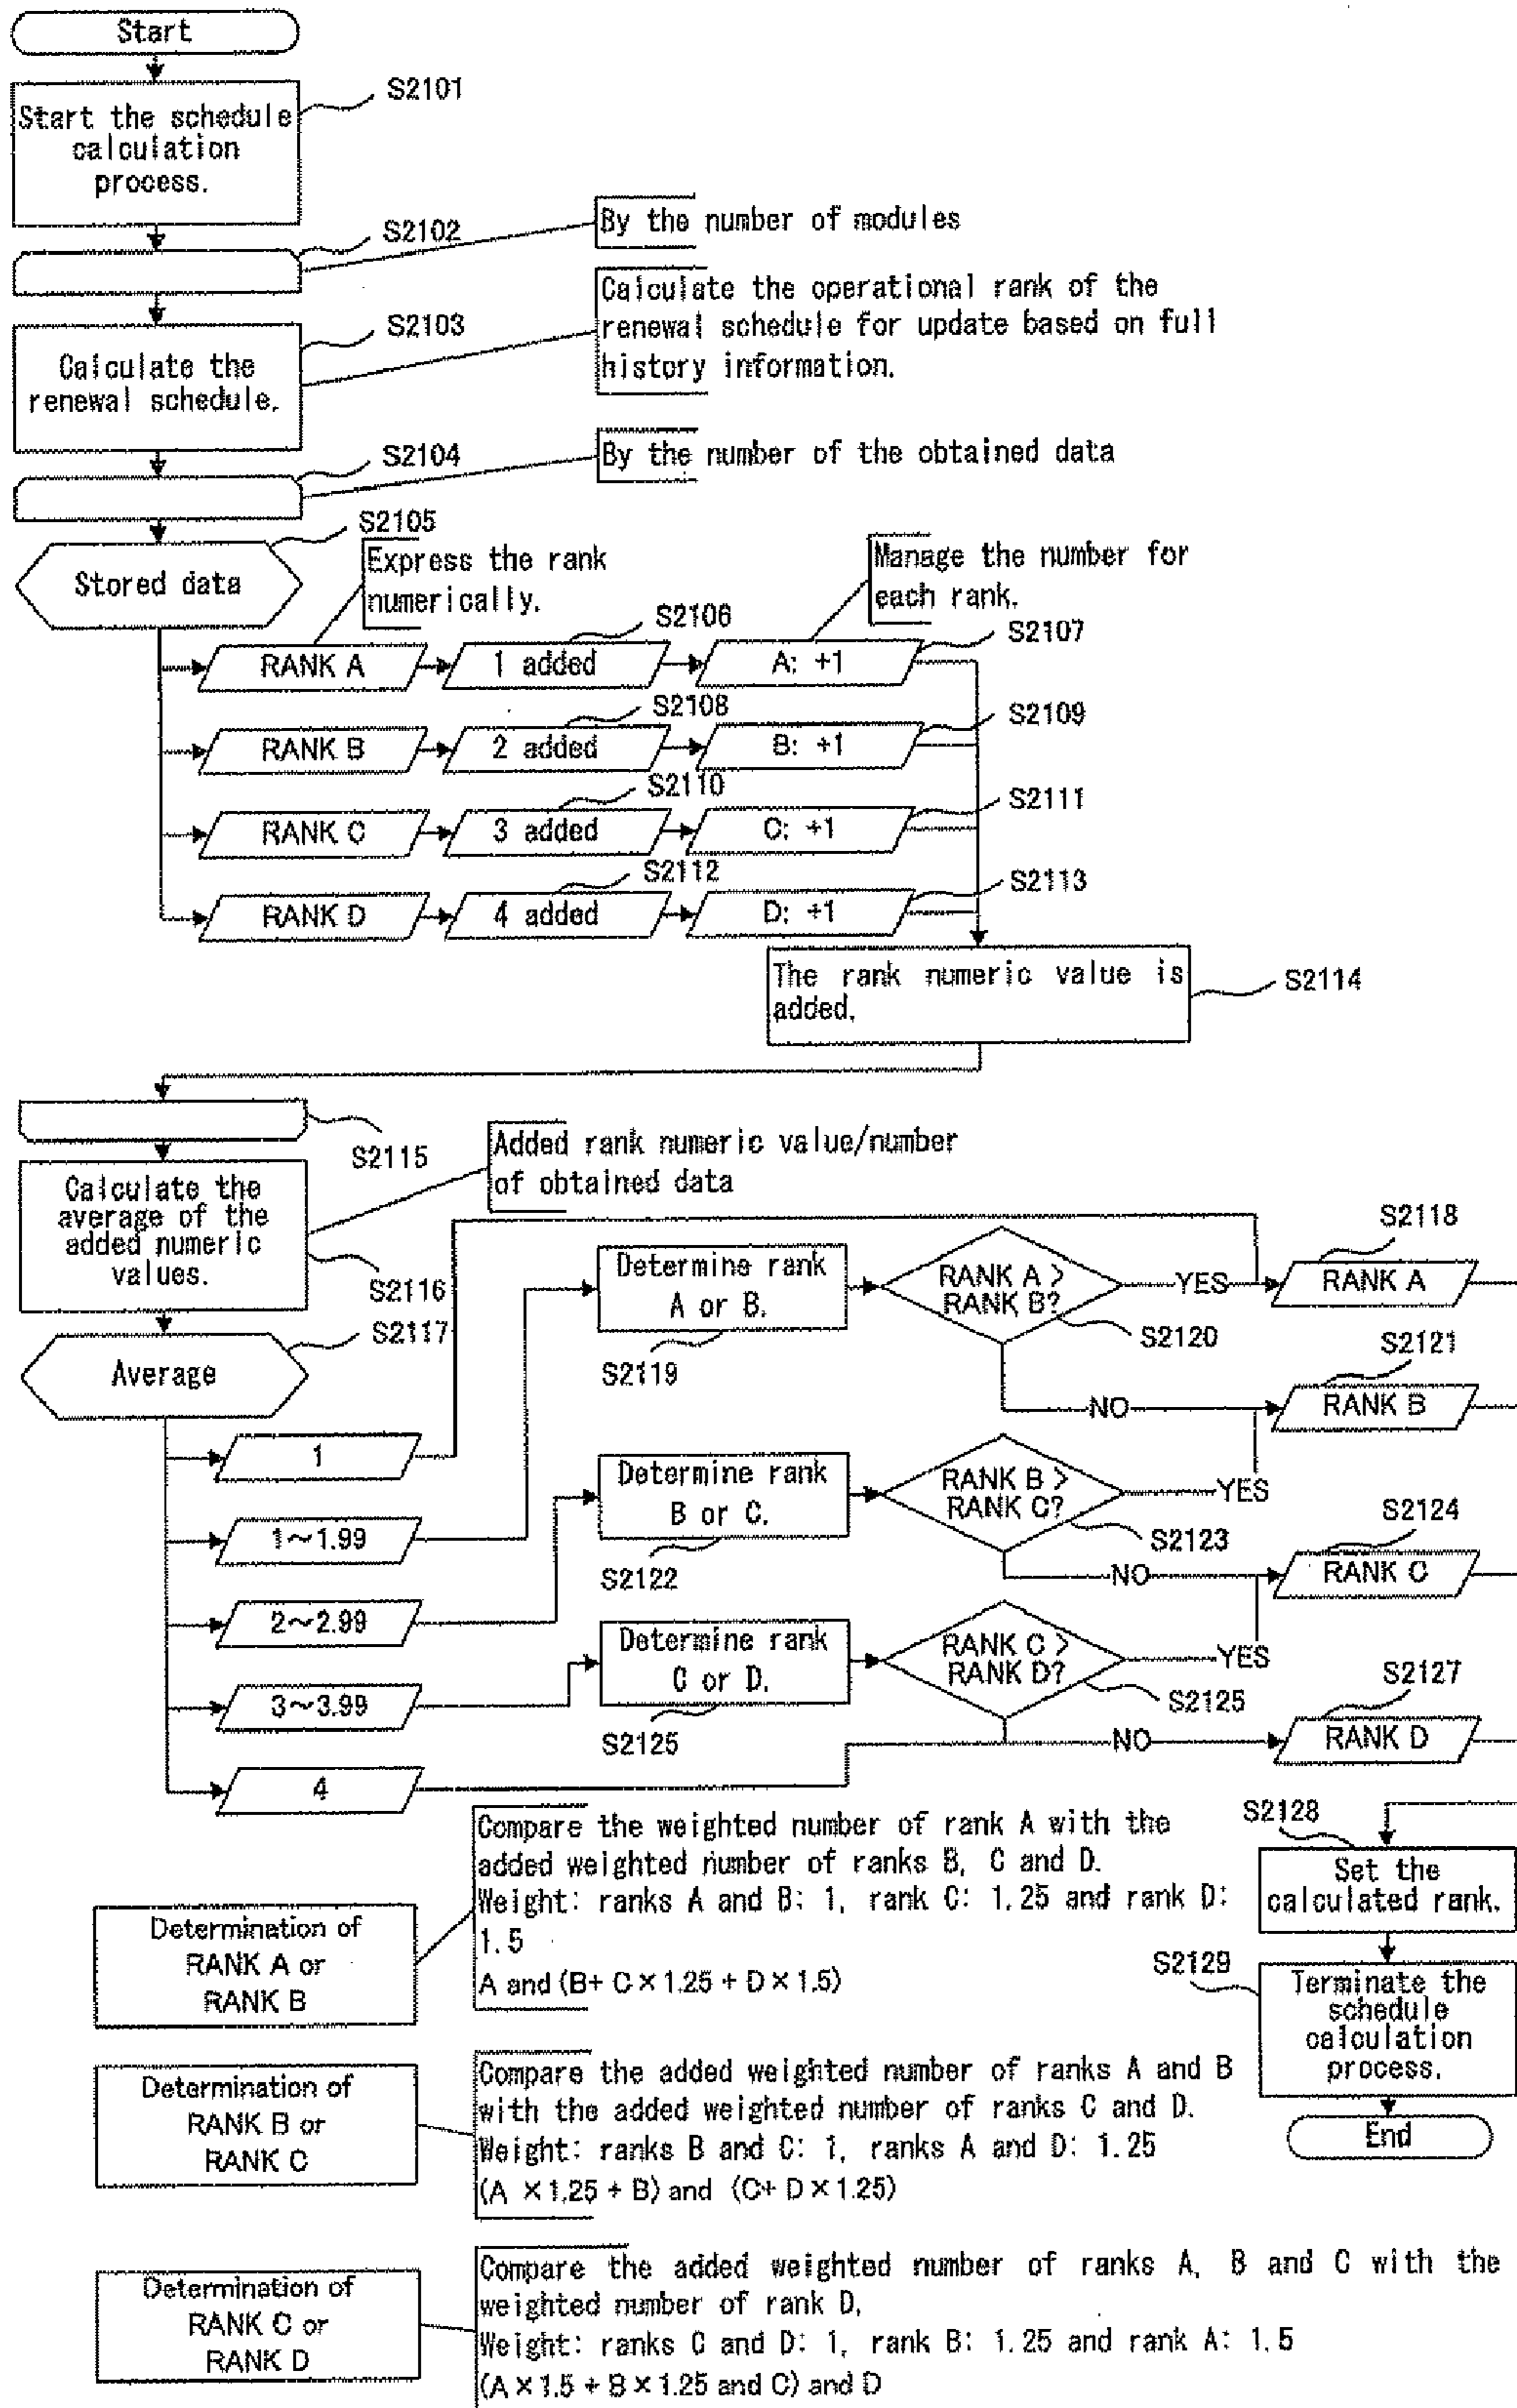 Start
S2101
Start the schedule
calculation
process.
S2102
By the number of modules
S2103
Calculate the
renewal schedule.
Calculate the operational rank of the
renewal schedule for update based on full
history information.
S2104
By the number of the obtained data
S2105
Stored data
Express the rank
numerically.
Manage the number for
each rank.
S2106
S2107
RANK A
1 added
A: +1
S2108
S2109
RANK B
2 added
B: +1
S2110
S2111
RANK C
3 added
C: +1
S2112
S2113
RANK D
4 added
D: +1
The rank numeric value is
added.
S2114
S2115
Added rank numeric value/number
of obtained data
Calculate the
average of the
added numeric
values.
S2116
S2117
Average
Determine rank
A or B.
S2119
RANK A >
RANK B?
S2120
YES
S2118
RANK A
NO
S2121
RANK B
1
1~1.99
Determine rank
B or C.
S2122
RANK B >
RANK C?
S2123
YES
NO
S2124
RANK C
2~2.99
3~3.99
Determine rank
C or D.
S2125
RANK C >
RANK D?
S2125
YES
NO
S2127
RANK D
4
S2128
Set the
calculated rank.
S2129
Terminate the
schedule
calculation
process.
End
Determination of
RANK A or
RANK B
Compare the weighted number of rank A with the
added weighted number of ranks B, C and D.
Weight: ranks A and B: 1, rank C: 1.25 and rank D:
1.5
A and (B+ C × 1.25 + D × 1.5)
Determination of
RANK B or
RANK C
Compare the added weighted number of ranks A and B
with the added weighted number of ranks C and D.
Weight: ranks B and C: 1, ranks A and D: 1.25
(A × 1.25 + B) and (C+ D × 1.25)
Determination of
RANK C or
RANK D
Compare the added weighted number of ranks A, B and C with the
weighted number of rank D.
Weight: ranks C and D: 1, rank B: 1.25 and rank A: 1.5
(A × 1.5 + B × 1.25 and C) and D